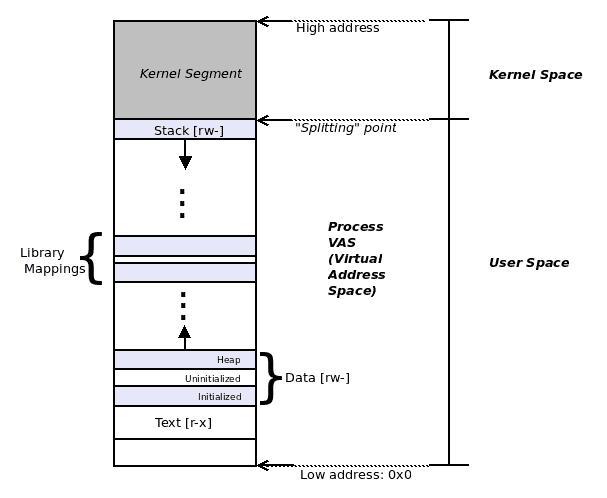 High address
Kernel Segment
Kernel Space
"Splitting" point
Stack [rw-]
Library
Mappings
Process
VAS
(Virtual
Address
Space)
User Space
Heap
Uninitialized
Initialized
Data [rw-]
Text [r-x]
Low address: 0x0